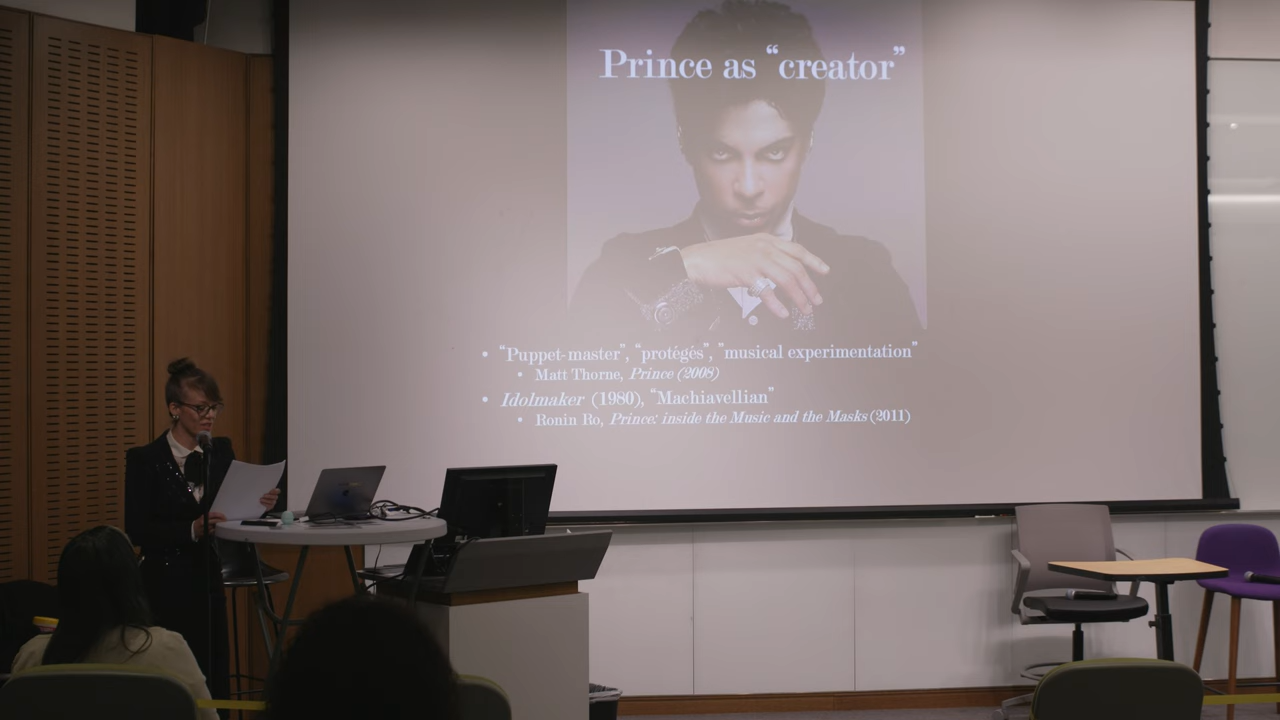 Prince as “creator”
• “Puppet-master”, “protégés”, ”musical experimentation”
• Matt Thorne, Prince (2008)
• Idolmaker (1980), “Machiavellian”
• Ronin Ro, Prince: inside the Music and the Masks (2011)